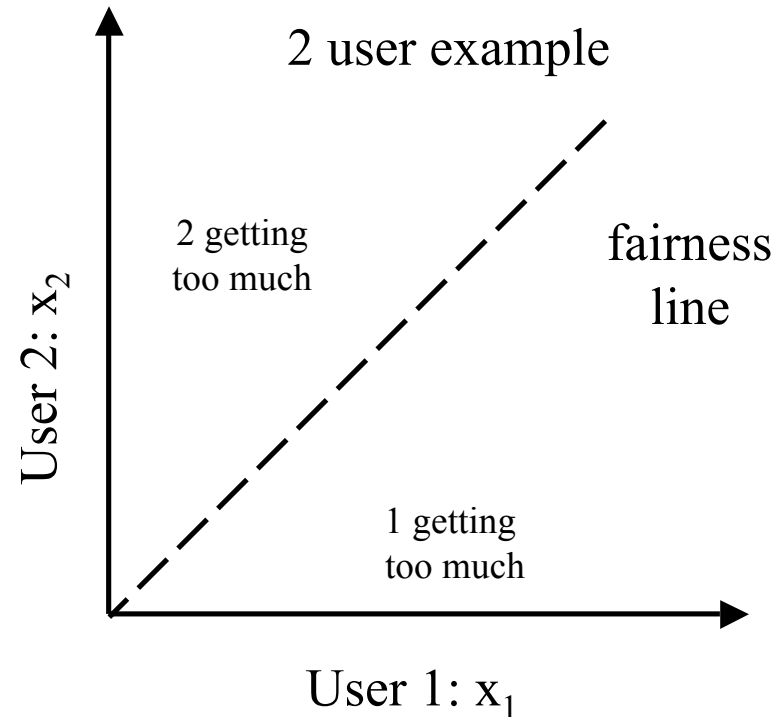 2 user example
2 getting
too much
fairness
line
User 2: x₂
1 getting
too much
User 1: x₁